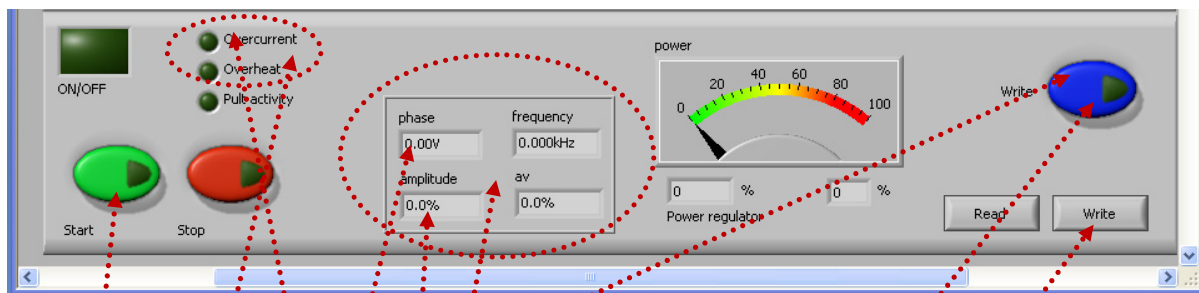 Overcurrent
Overheat
Pult activity
ON/OFF
Start
Stop
phase
0.00V
frequency
0.000kHz
amplitude
0.0%
av
0.0%
power
0 20 40 60 80 100
0 %
0 %
Power regulator
Write
Read
Write